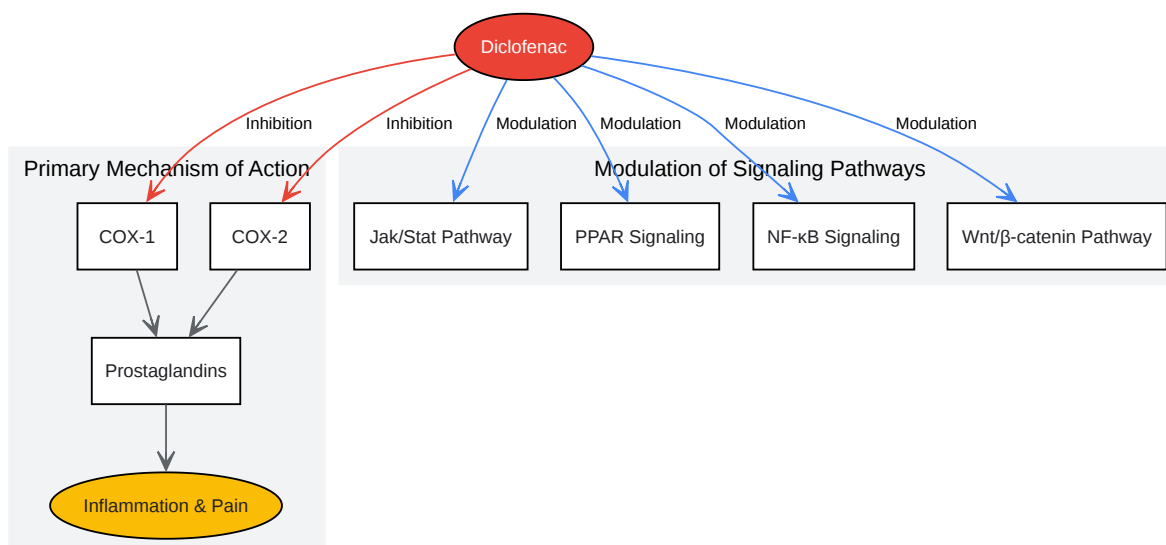 Diclofenac
Inhibition
Inhibition
Modulation
Modulation
Modulation
Modulation
Primary Mechanism of Action
Modulation of Signaling Pathways
COX-1
COX-2
Jak/Stat Pathway
PPAR Signaling
NF-κB Signaling
Wnt/β-catenin Pathway
Prostaglandins
Inflammation & Pain